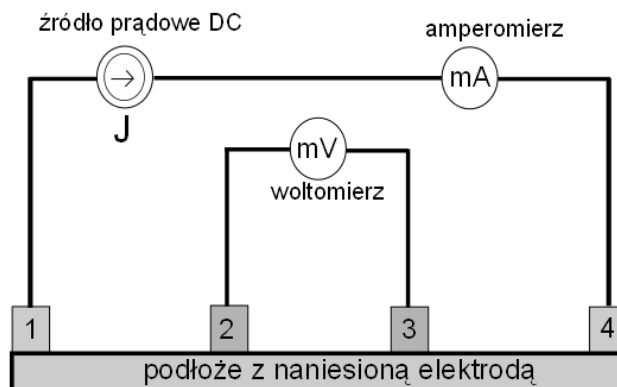 źródło prądowe DC
amperomierz
→
mA
J
mV
woltomierz
1
2
3
4
podłoże z naniesioną elektrodą